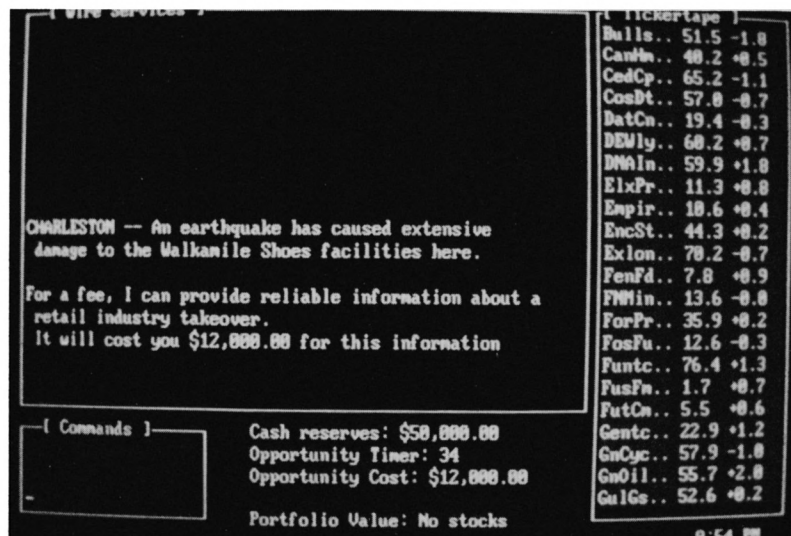 [ Wire Services ]
CHARLESTON -- An earthquake has caused extensive
damage to the Walkamile Shoes facilities here.
For a fee, I can provide reliable information about a
retail industry takeover.
It will cost you $12,000.00 for this information
[ Commands ]
-
Cash reserves: $50,000.00
Opportunity Timer: 34
Opportunity Cost: $12,000.00
Portfolio Value: No stocks
[ Tickertape ]
Bulls.. 51.5 -1.8
CanHm.. 40.2 +0.5
CedCp.. 65.2 -1.1
CosDt.. 57.0 -0.7
DatCn.. 19.4 -0.3
DEWly.. 60.2 +0.7
DNAIn.. 59.9 +1.8
ElxPr.. 11.3 +0.8
Empir.. 10.6 +0.4
EncSt.. 44.3 +0.2
Exlon.. 70.2 -0.7
FenFd.. 7.8 +0.9
FMMin.. 13.6 -0.0
ForPr.. 35.9 +0.2
FosFu.. 12.6 -0.3
Funtc.. 76.4 +1.3
FusFm.. 1.7 +0.7
FutCm.. 5.5 +0.6
Gentc.. 22.9 +1.2
GnCyc.. 57.9 -1.0
GnOil.. 55.7 +2.0
GulGs.. 52.6 +0.2
9:54 PM